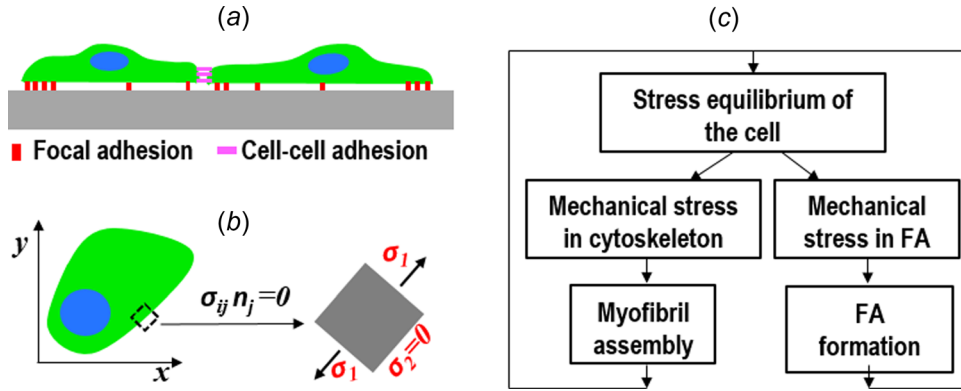 (a)
Focal adhesion
Cell-cell adhesion
(b)
y
x
σij nj =0
σ1
σ1
σ2=0
(c)
Stress equilibrium of
the cell
Mechanical stress
in cytoskeleton
Mechanical
stress in FA
Myofibril
assembly
FA
formation